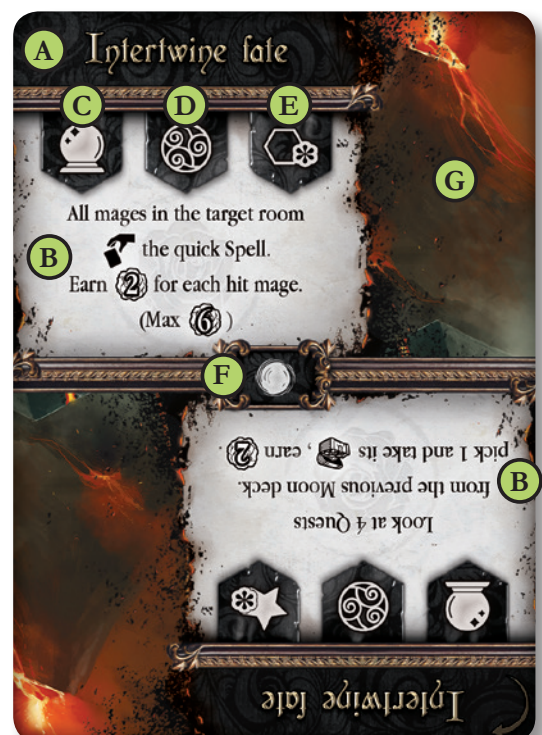 A Intertwine fate
C D E
G
All mages in the target room
B the quick Spell.
Earn 2 for each hit mage.
(Max 6)
F
Look at 4 Quests
from the previous Moon deck,
B
pick 1 and take its , earn 2.
Intertwine fate